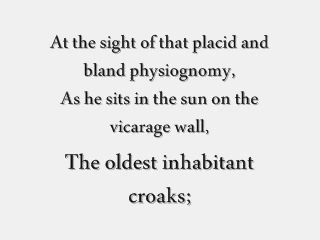 At the sight of that placid and
bland physiognomy,
As he sits in the sun on the
vicarage wall,
The oldest inhabitant
croaks;